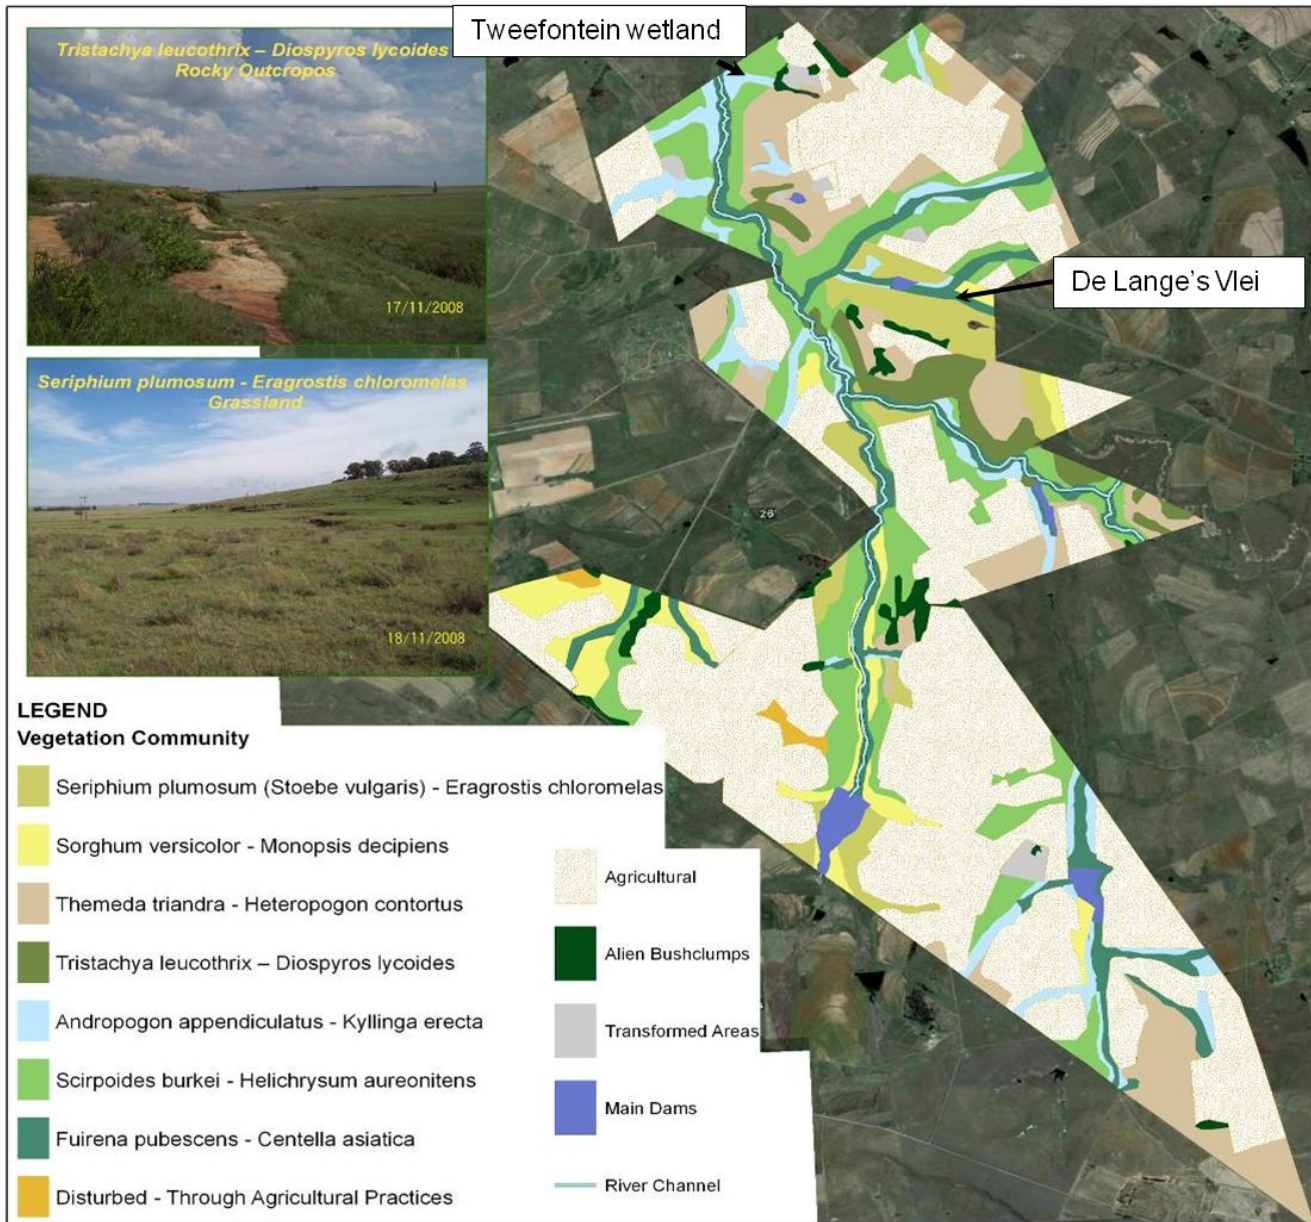 Tweefontein wetland
Tristachya leucothrix – Diospyros lycoides
Rocky Outcropos
17/11/2008
De Lange's Vlei
Seriphium plumosum - Eragrostis chloromelas
Grassland
18/11/2008
26°
LEGEND
Vegetation Community
Seriphium plumosum (Stoebe vulgaris) - Eragrostis chloromelas
Sorghum versicolor - Monopsis decipiens
Themeda triandra - Heteropogon contortus
Tristachya leucothrix – Diospyros lycoides
Andropogon appendiculatus - Kyllinga erecta
Scirpoides burkei - Helichrysum aureonitens
Fuirena pubescens - Centella asiatica
Disturbed - Through Agricultural Practices
Agricultural
Alien Bushclumps
Transformed Areas
Main Dams
River Channel